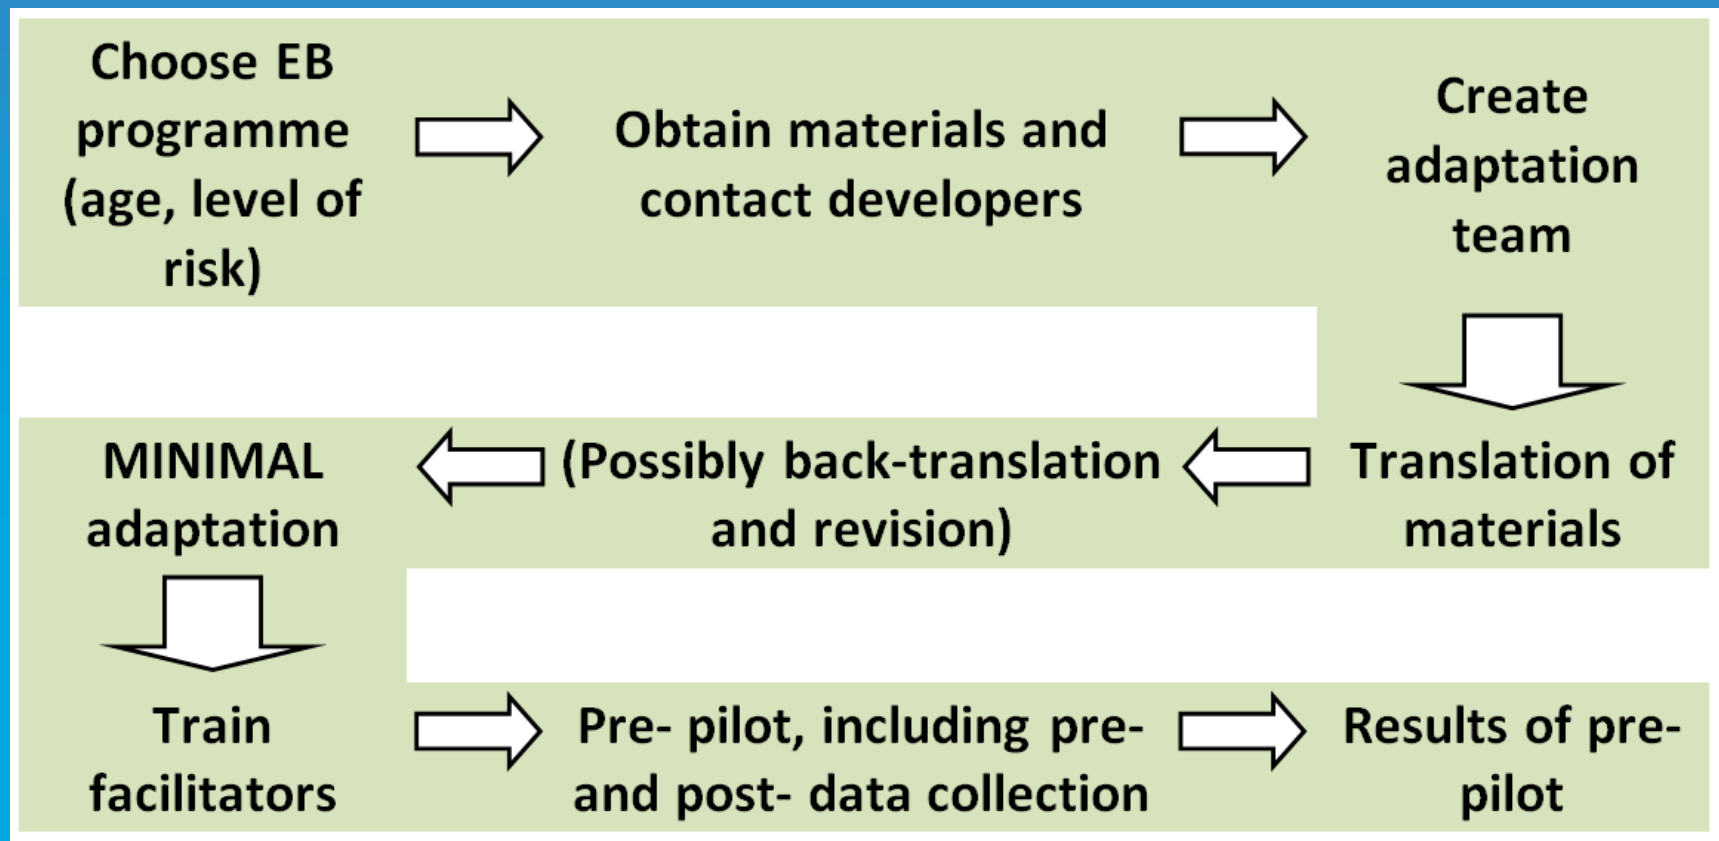 Choose EB
programme
(age, level of
risk)
Obtain materials and
contact developers
Create
adaptation
team
Translation of
materials
(Possibly back-translation
and revision)
MINIMAL
adaptation
Train
facilitators
Pre- pilot, including pre-
and post- data collection
Results of pre-
pilot